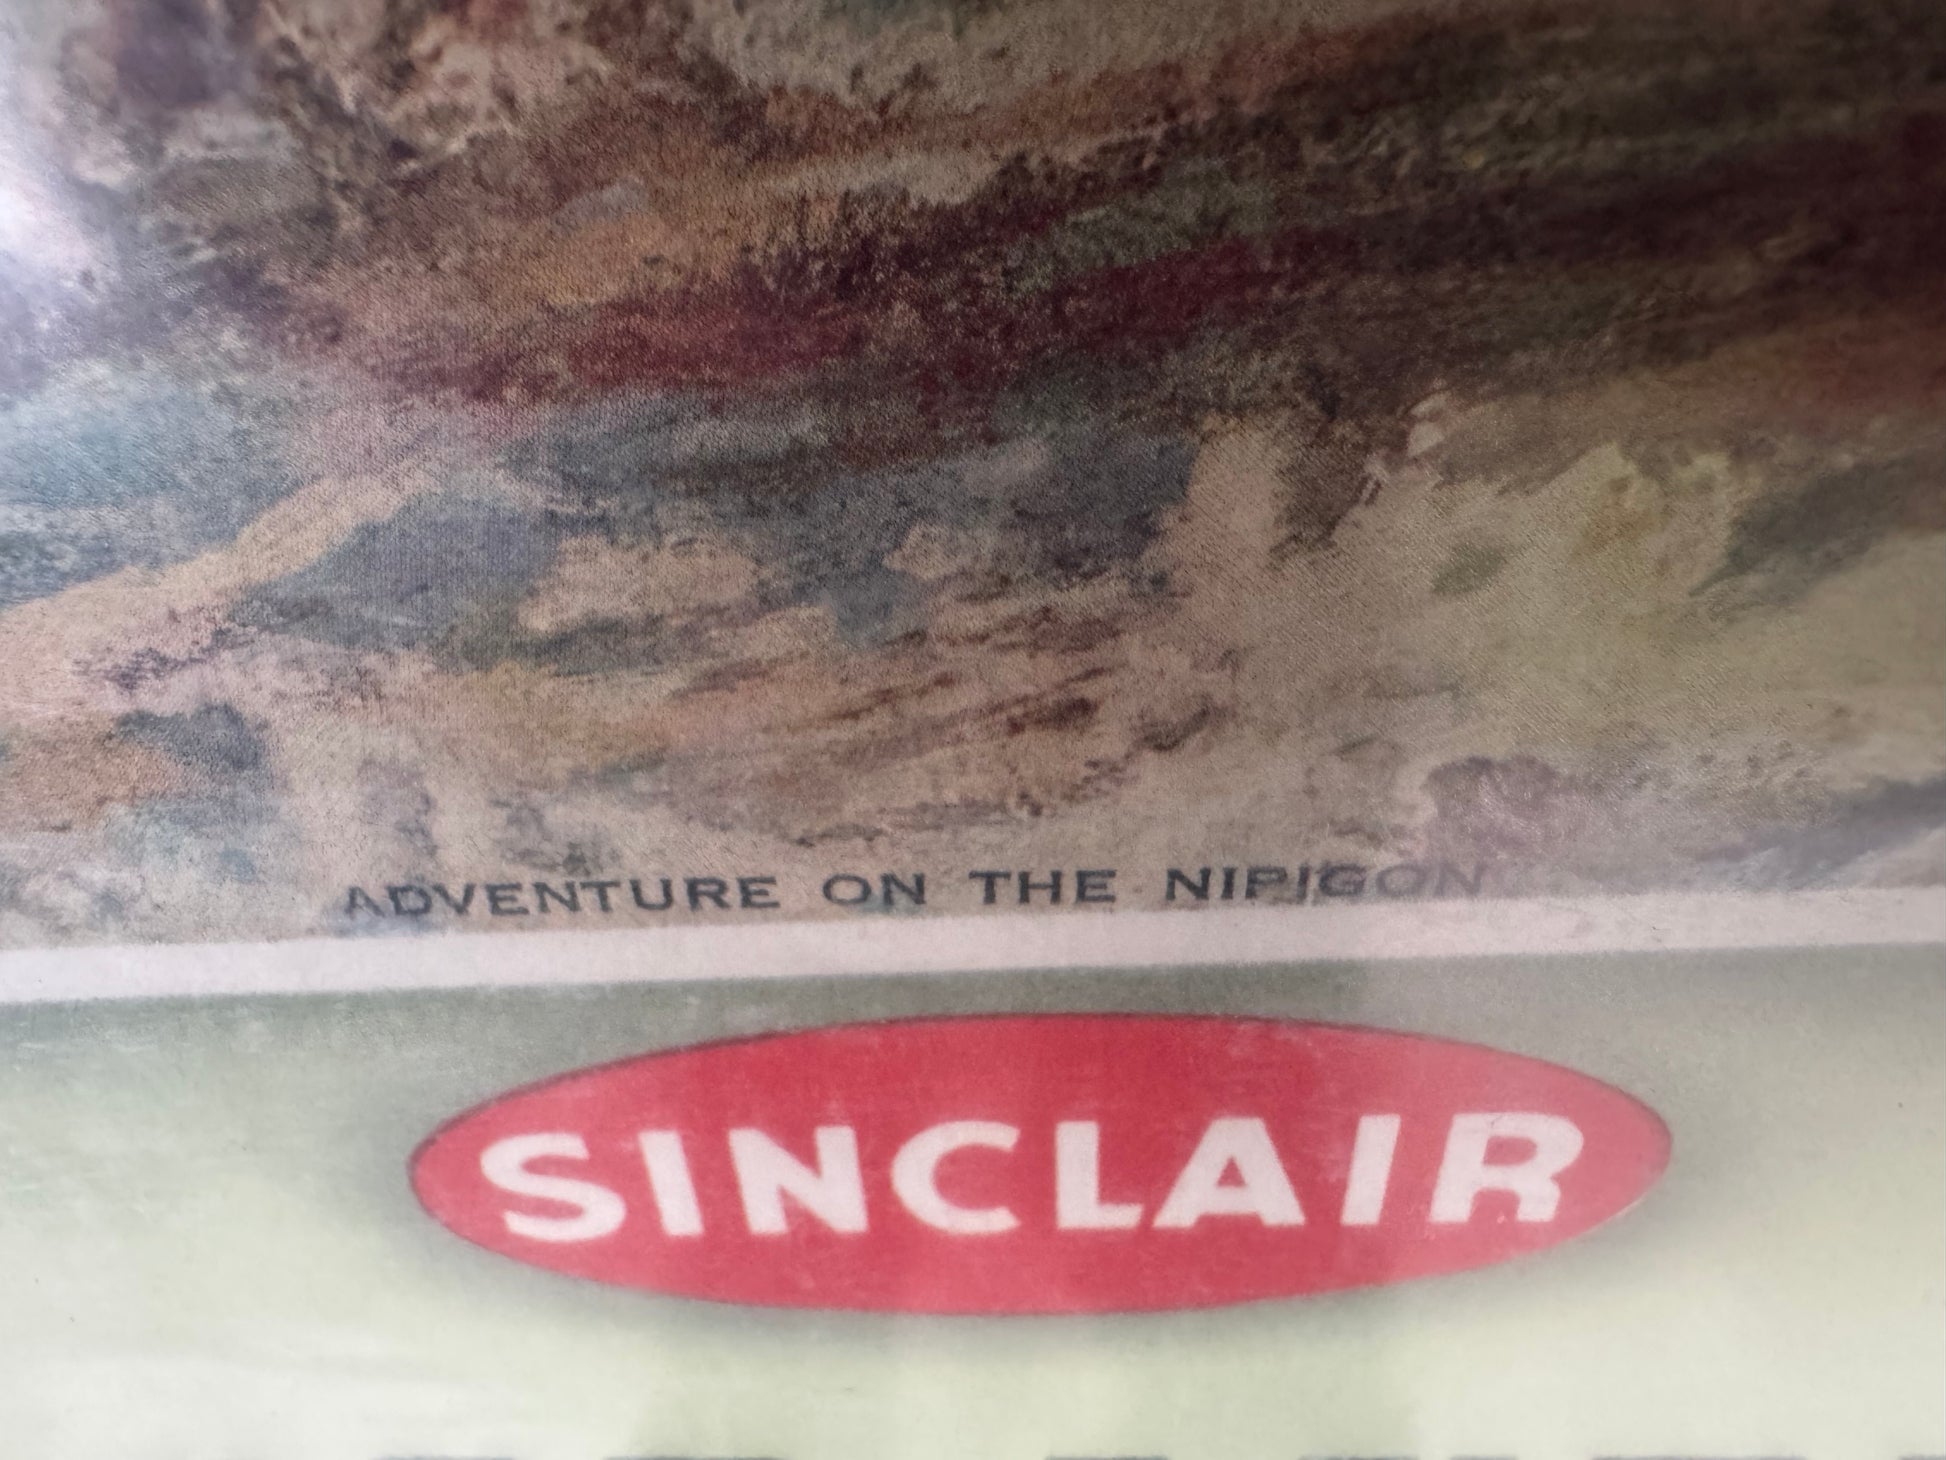 ADVENTURE ON THE NIPIGON
SINCLAIR